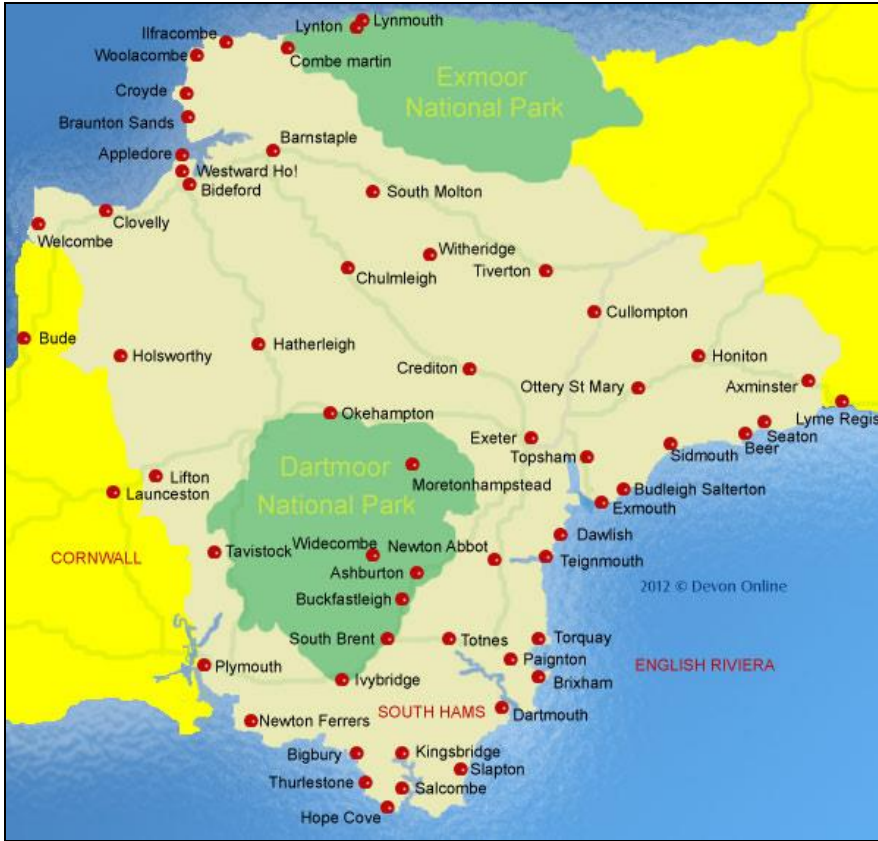 Lynmouth
Lynton
Ilfracombe
Woolacombe
Combe martin
Exmoor
National Park
Croyde
Braunton Sands
Barnstaple
Appledore
Westward Ho!
Bideford
South Molton
Clovelly
Welcombe
Witheridge
Chulmleigh
Tiverton
Cullompton
Bude
Holsworthy
Hatherleigh
Honiton
Crediton
Ottery St Mary
Axminster
Okehampton
Lyme Regis
Exeter
Seaton
Beer
Sidmouth
Topsham
Dartmoor
National Park
Lifton
Launceston
Moretonhampstead
Budleigh Salterton
Exmouth
Dawlish
CORNWALL
Tavistock
Widecombe
Newton Abbot
Teignmouth
Ashburton
2012 © Devon Online
Buckfastleigh
South Brent
Totnes
Torquay
Plymouth
Paignton
ENGLISH RIVIERA
Ivybridge
Brixham
Newton Ferrers
SOUTH HAMS
Dartmouth
Bigbury
Kingsbridge
Slapton
Thurlestone
Salcombe
Hope Cove